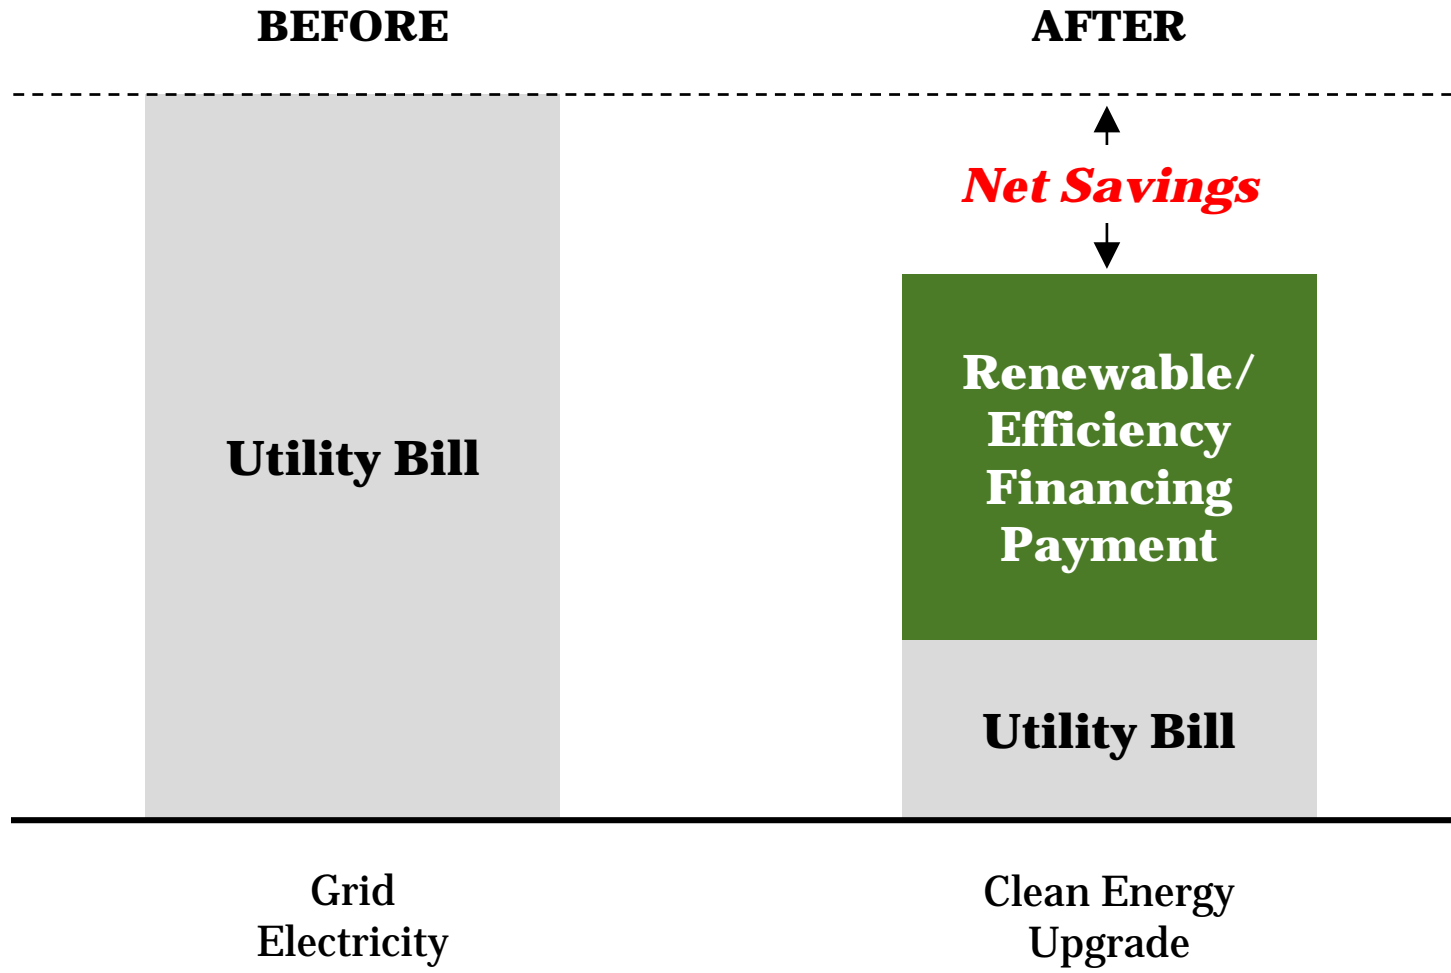 BEFORE
AFTER
Net Savings
Utility Bill
Renewable/
Efficiency
Financing
Payment
Utility Bill
Grid
Electricity
Clean Energy
Upgrade